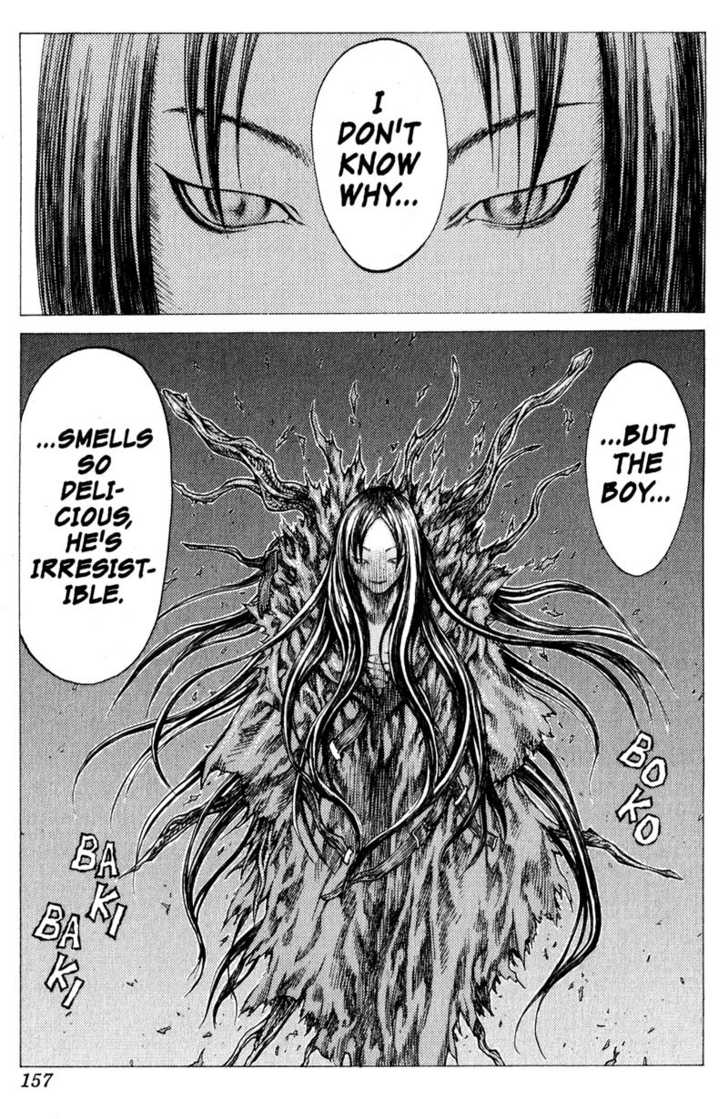 I
DON'T
KNOW
WHY...
...BUT
THE
BOY...
...SMELLS
SO
DELI-
CIOUS,
HE'S
IRRESIST-
IBLE.
BOKO
BAKI
BAKI
157